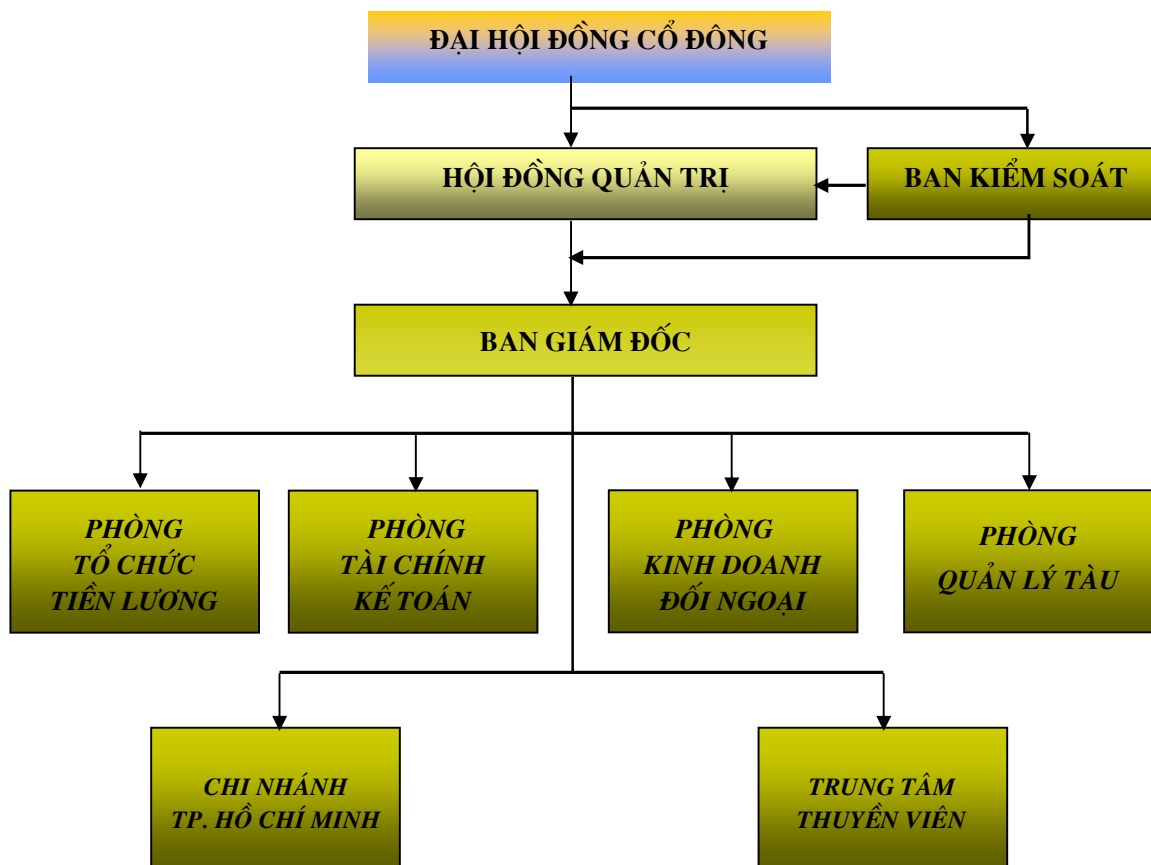 ĐẠI HỘI ĐỒNG CỔ ĐÔNG
HỘI ĐỒNG QUẢN TRỊ
BAN KIỂM SOÁT
BAN GIÁM ĐỐC
PHÒNG
TỔ CHỨC
TIỀN LƯƠNG
PHÒNG
TÀI CHÍNH
KẾ TOÁN
PHÒNG
KINH DOANH
ĐỐI NGOẠI
PHÒNG
QUẢN LÝ TÀU
CHI NHÁNH
TP. HỒ CHÍ MINH
TRUNG TÂM
THUYỀN VIÊN